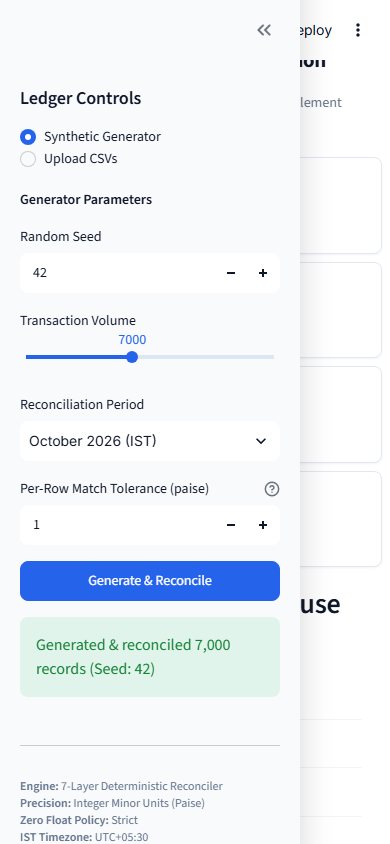 eploy
Ledger Controls
lement
Synthetic Generator
Upload CSVs
Generator Parameters
Random Seed
42
Transaction Volume
7000
Reconciliation Period
October 2026 (IST)
Per-Row Match Tolerance (paise)
1
Generate & Reconcile
use
Generated & reconciled 7,000
records (Seed: 42)
Engine: 7-Layer Deterministic Reconciler
Precision: Integer Minor Units (Paise)
Zero Float Policy: Strict
IST Timezone: UTC+05:30